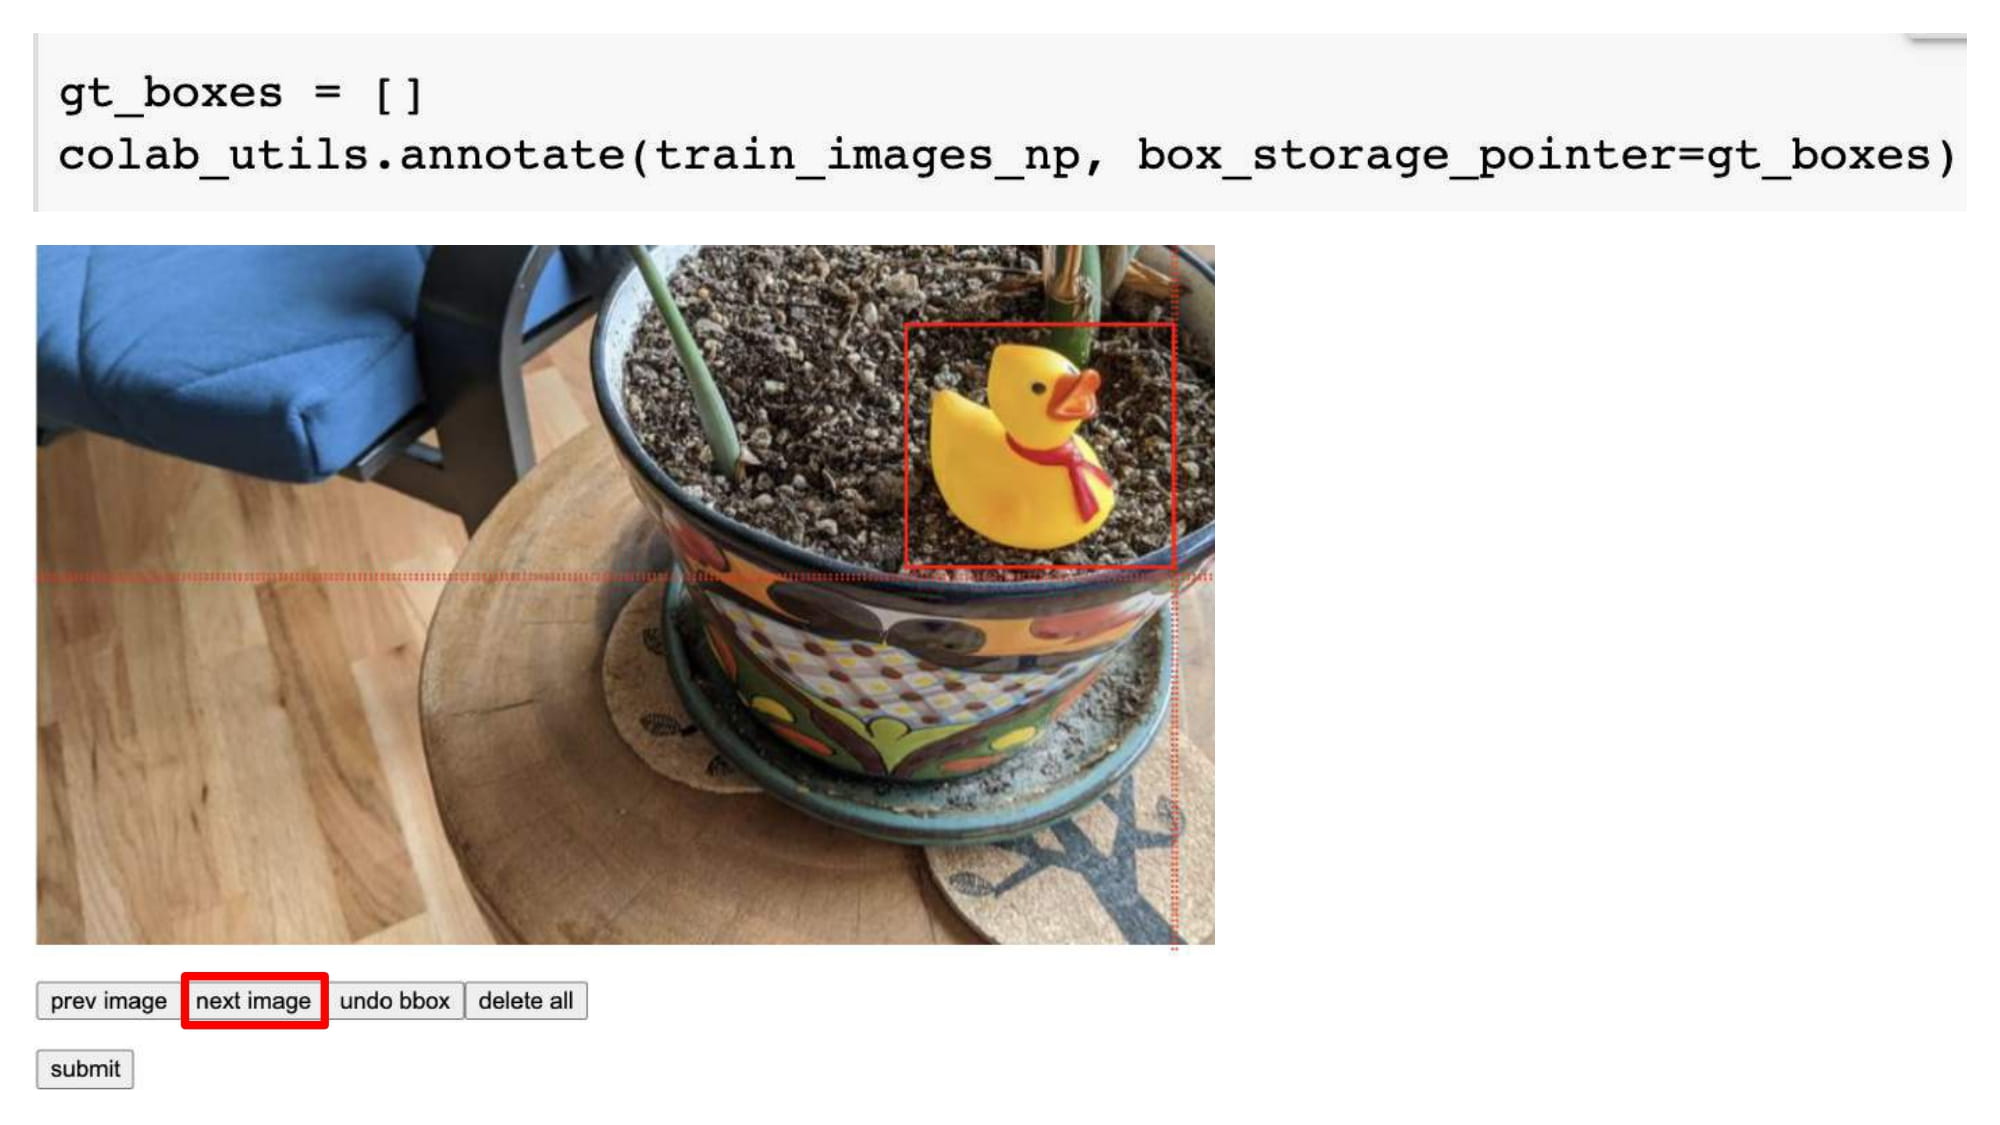 gt_boxes = []
colab_utils.annotate(train_images_np, box_storage_pointer=gt_boxes)
prev image next image undo bbox delete all
submit